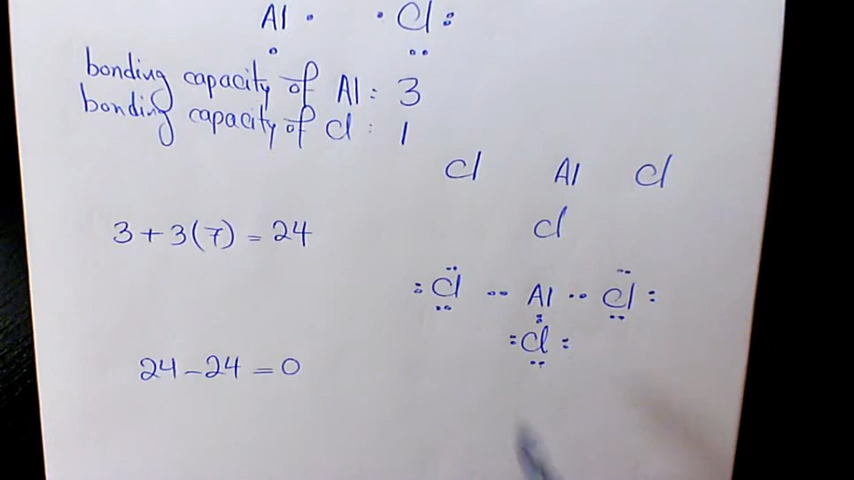 Al · · Cl :
bonding capacity of Al: 3
bonding capacity of Cl: 1
Cl Al Cl
Cl
3 + 3(7) = 24
: Cl ·· Al ·· Cl :
: Cl :
24 - 24 = 0